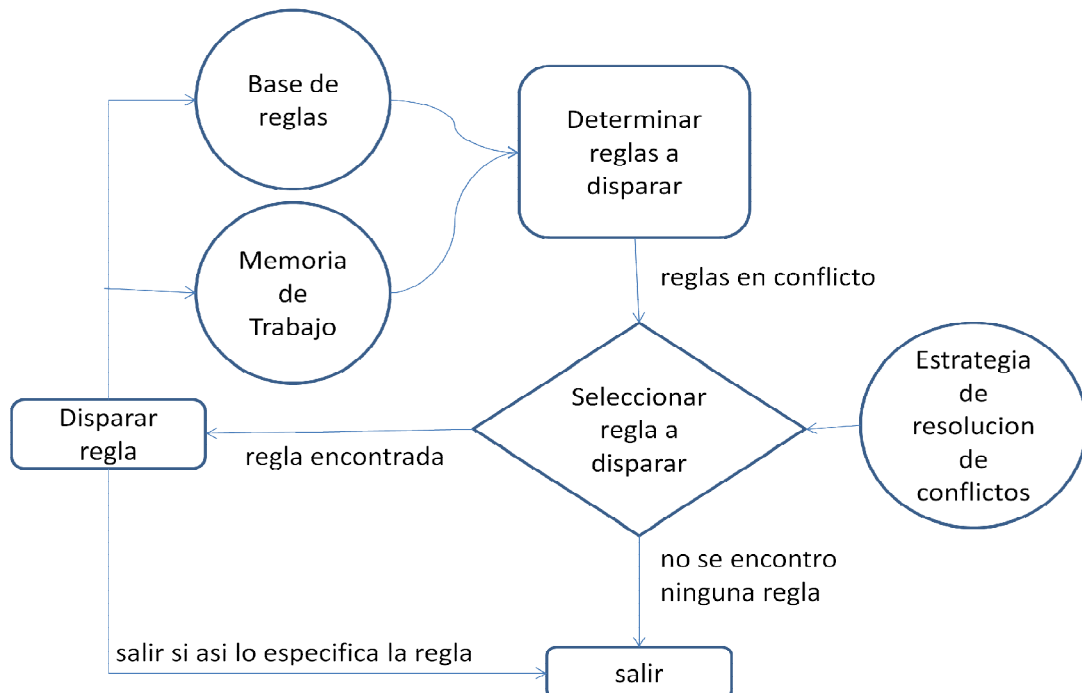 Base de
reglas
Determinar
reglas a
disparar
Memoria
de
Trabajo
reglas en conflicto
Estrategia
de
resolucion
de
conflictos
Seleccionar
regla a
disparar
Disparar
regla
regla encontrada
no se encontro
ninguna regla
salir si asi lo especifica la regla
salir